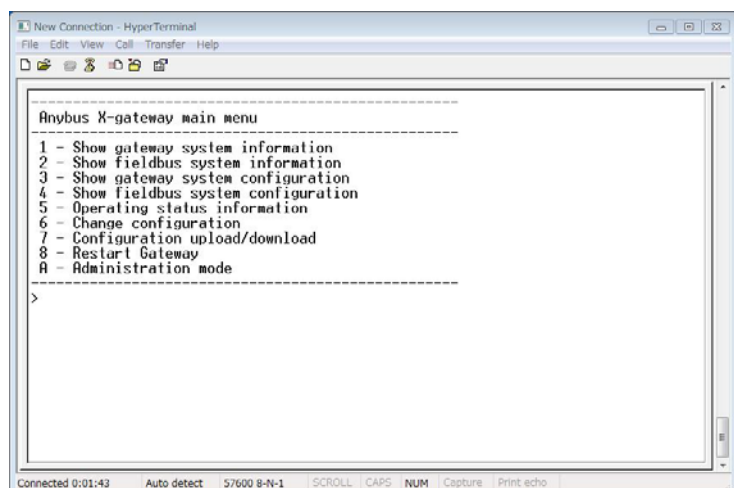 New Connection - HyperTerminal
File Edit View Call Transfer Help
Anybus X-gateway main menu
1 - Show gateway system information
2 - Show fieldbus system information
3 - Show gateway system configuration
4 - Show fieldbus system configuration
5 - Operating status information
6 - Change configuration
7 - Configuration upload/download
8 - Restart Gateway
A - Administration mode
>
Connected 0:01:43 Auto detect 57600 8-N-1 SCROLL CAPS NUM Capture Print echo